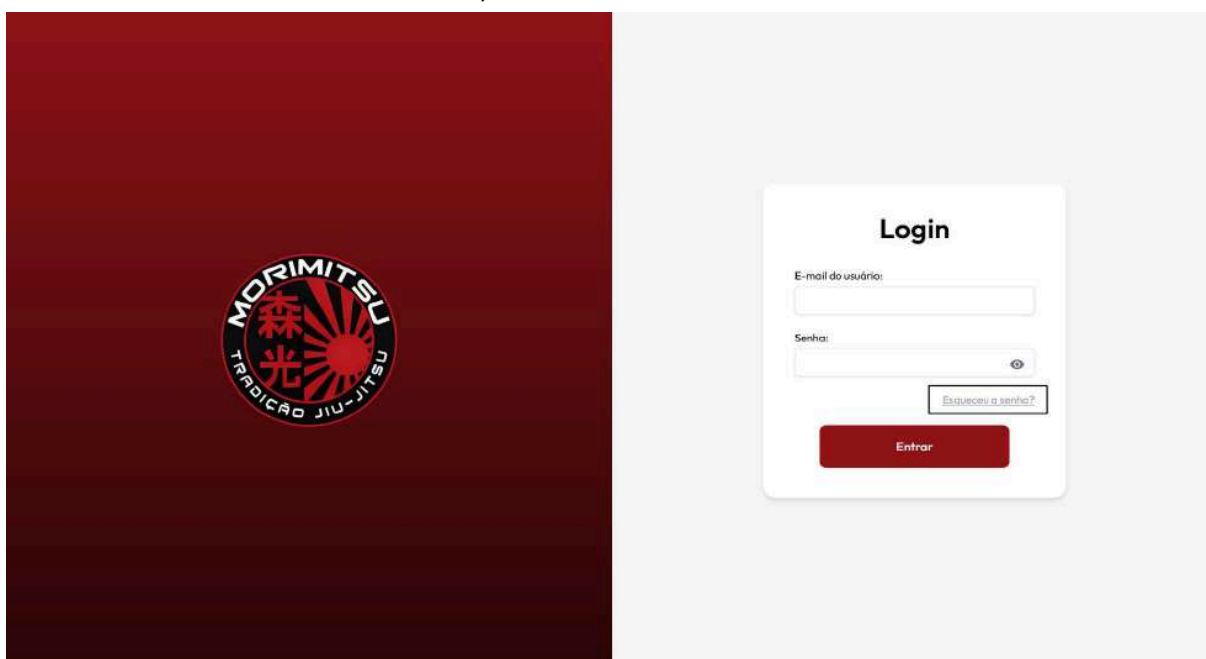 MORIMITSU
森光
TRADIÇÃO JIU-JITSU
Login
E-mail do usuário:
Senha:
Esqueceu a senha?
Entrar